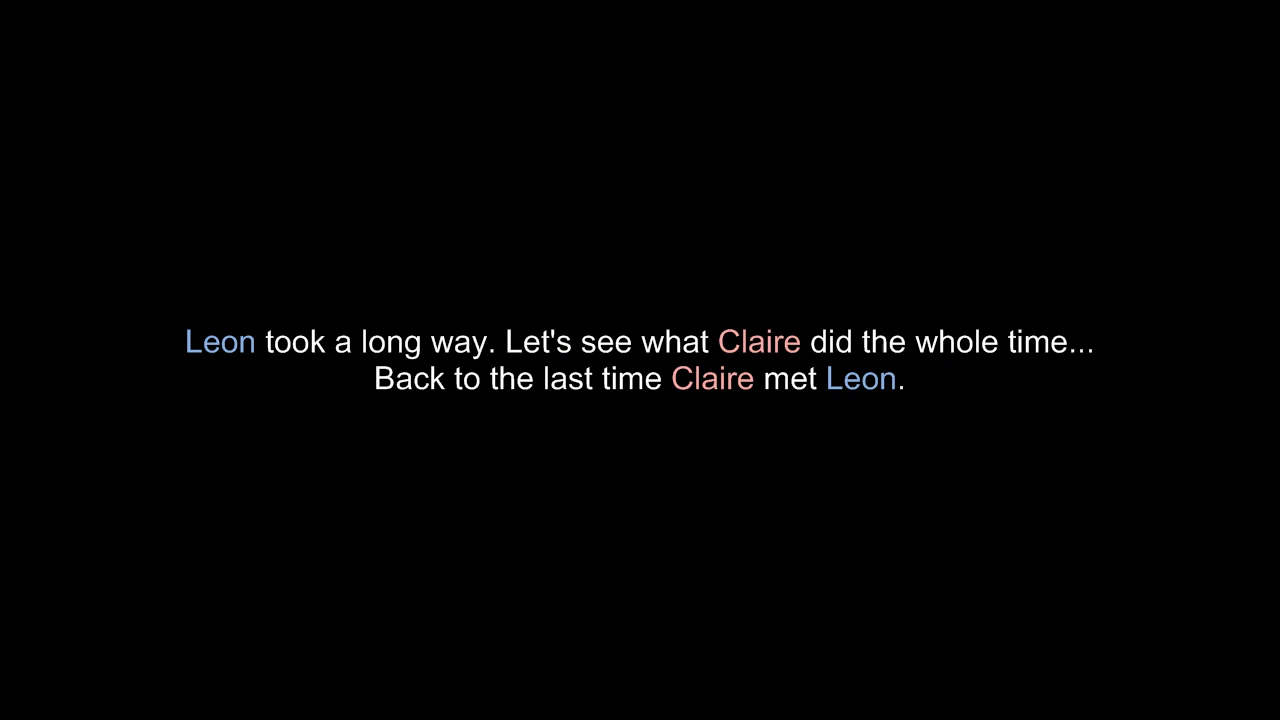 Leon took a long way. Let's see what Claire did the whole time...
Back to the last time Claire met Leon.